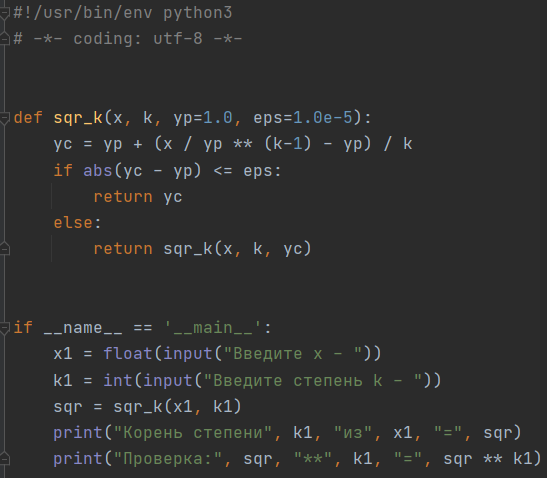 #!/usr/bin/env python3
# -*- coding: utf-8 -*-
def sqr_k(x, k, yp=1.0, eps=1.0e-5):
    yc = yp + (x / yp ** (k-1) - yp) / k
    if abs(yc - yp) <= eps:
        return yc
    else:
        return sqr_k(x, k, yc)
if __name__ == '__main__':
    x1 = float(input("Введите x - "))
    k1 = int(input("Введите степень k - "))
    sqr = sqr_k(x1, k1)
    print("Корень степени", k1, "из", x1, "=", sqr)
    print("Проверка:", sqr, "**", k1, "=", sqr ** k1)